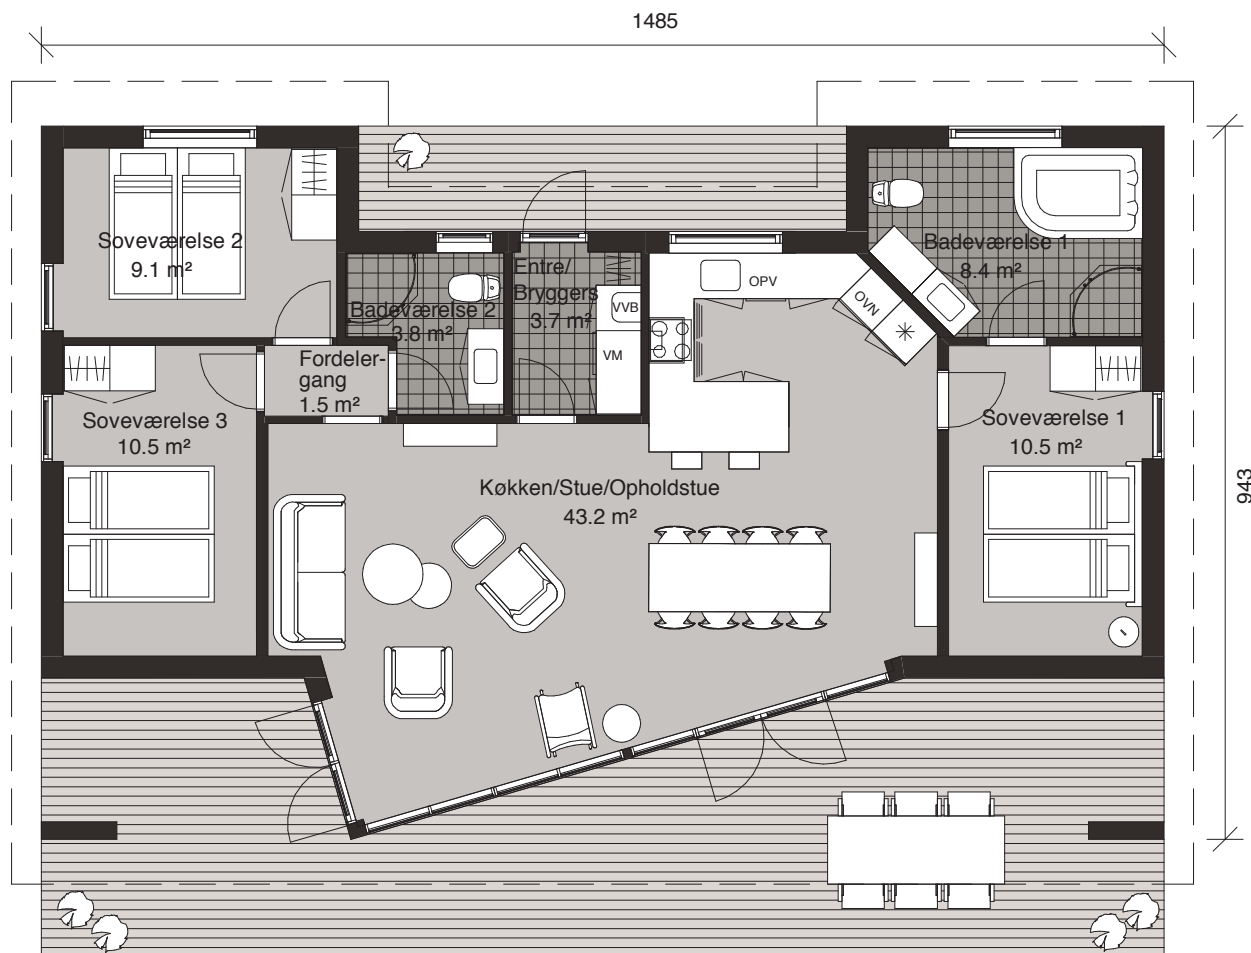 1485
Soveværelse 2
9.1 m²
Badeværelse 1
8.4 m²
Entre/
Bryggers
3.7 m²
VVB
VM
OPV
OVN
Badeværelse 2
3.8 m²
Fordeler-
gang
1.5 m²
Soveværelse 3
10.5 m²
Soveværelse 1
10.5 m²
Køkken/Stue/Opholdstue
43.2 m²
943